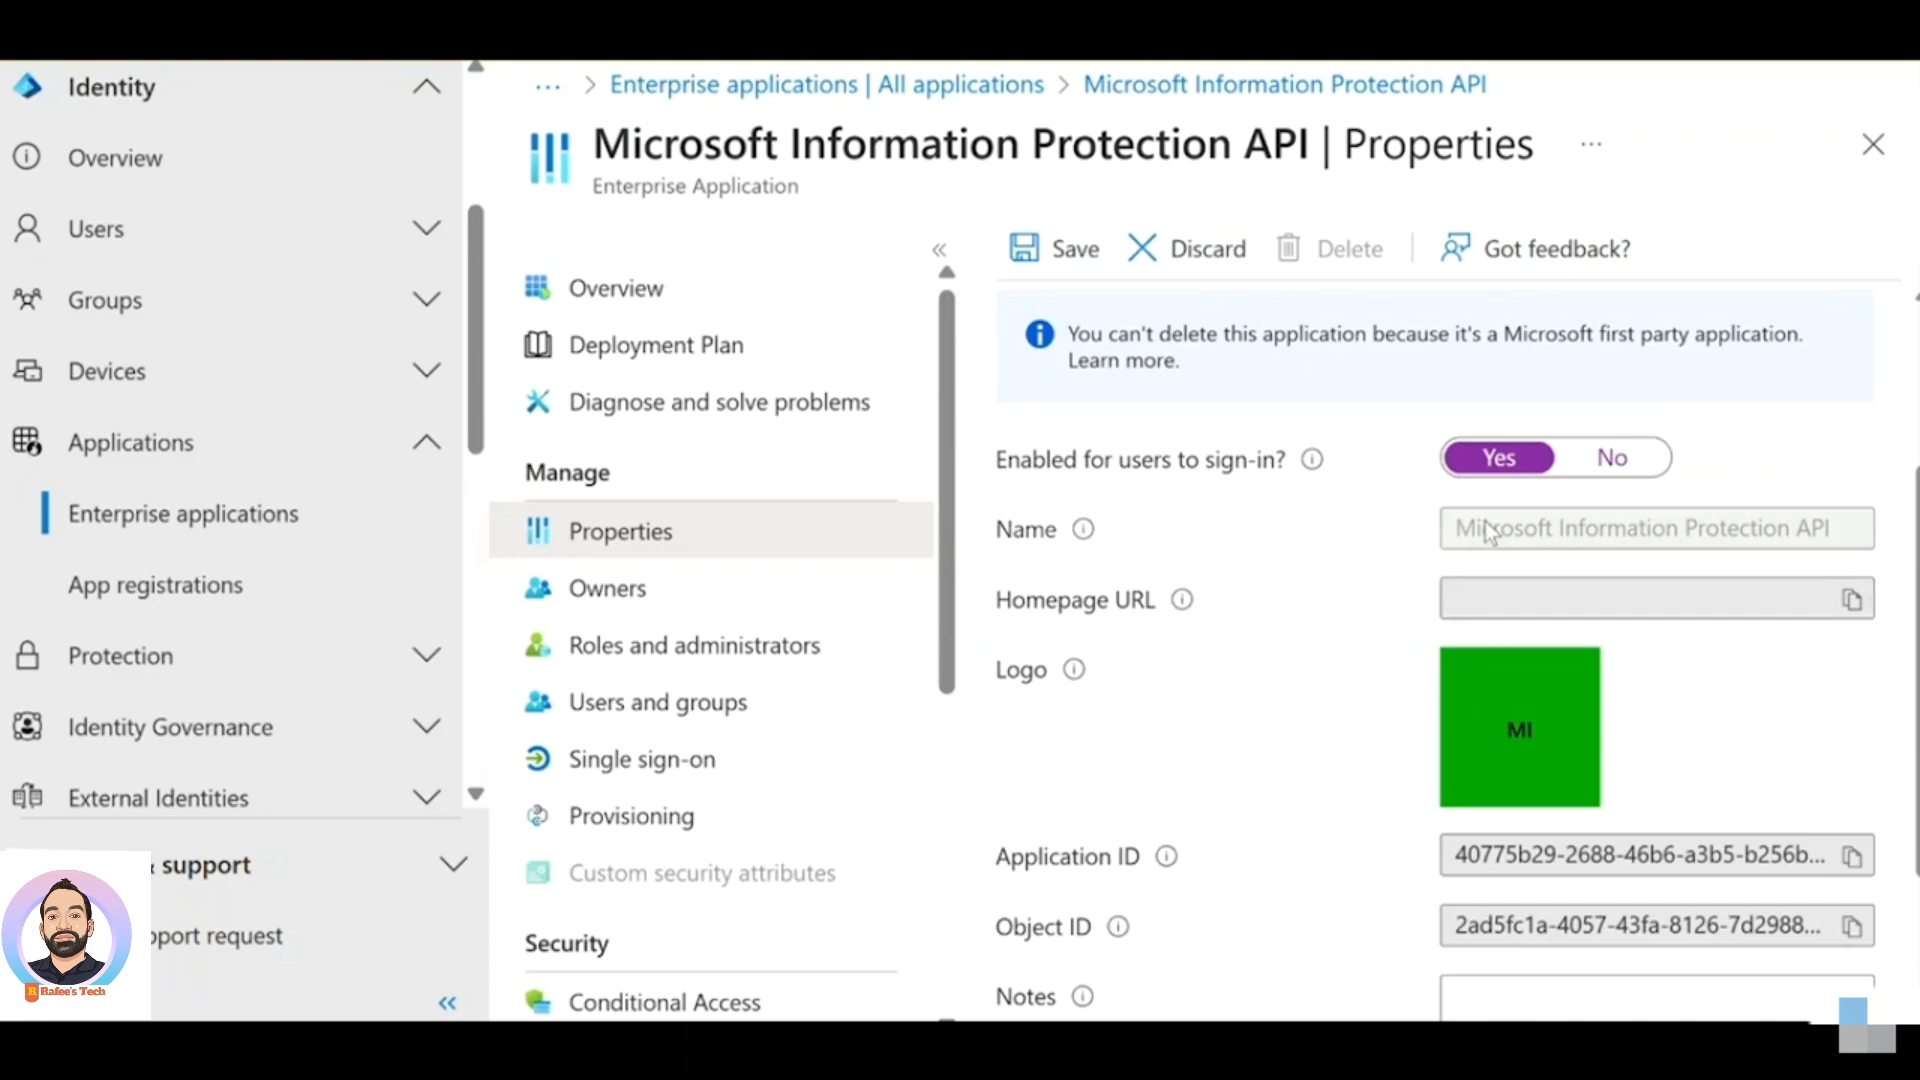 Identity
Overview
Users
Groups
Devices
Applications
Enterprise applications
App registrations
Protection
Identity Governance
External Identities
support
port request
Rafee's Tech
... > Enterprise applications | All applications > Microsoft Information Protection API
Microsoft Information Protection API | Properties ...
Enterprise Application
Overview
Deployment Plan
Diagnose and solve problems
Manage
Properties
Owners
Roles and administrators
Users and groups
Single sign-on
Provisioning
Custom security attributes
Security
Conditional Access
Save Discard Delete | Got feedback?
You can't delete this application because it's a Microsoft first party application.
Learn more.
Enabled for users to sign-in? Yes No
Name Microsoft Information Protection API
Homepage URL
Logo MI
Application ID 40775b29-2688-46b6-a3b5-b256b...
Object ID 2ad5fc1a-4057-43fa-8126-7d2988...
Notes